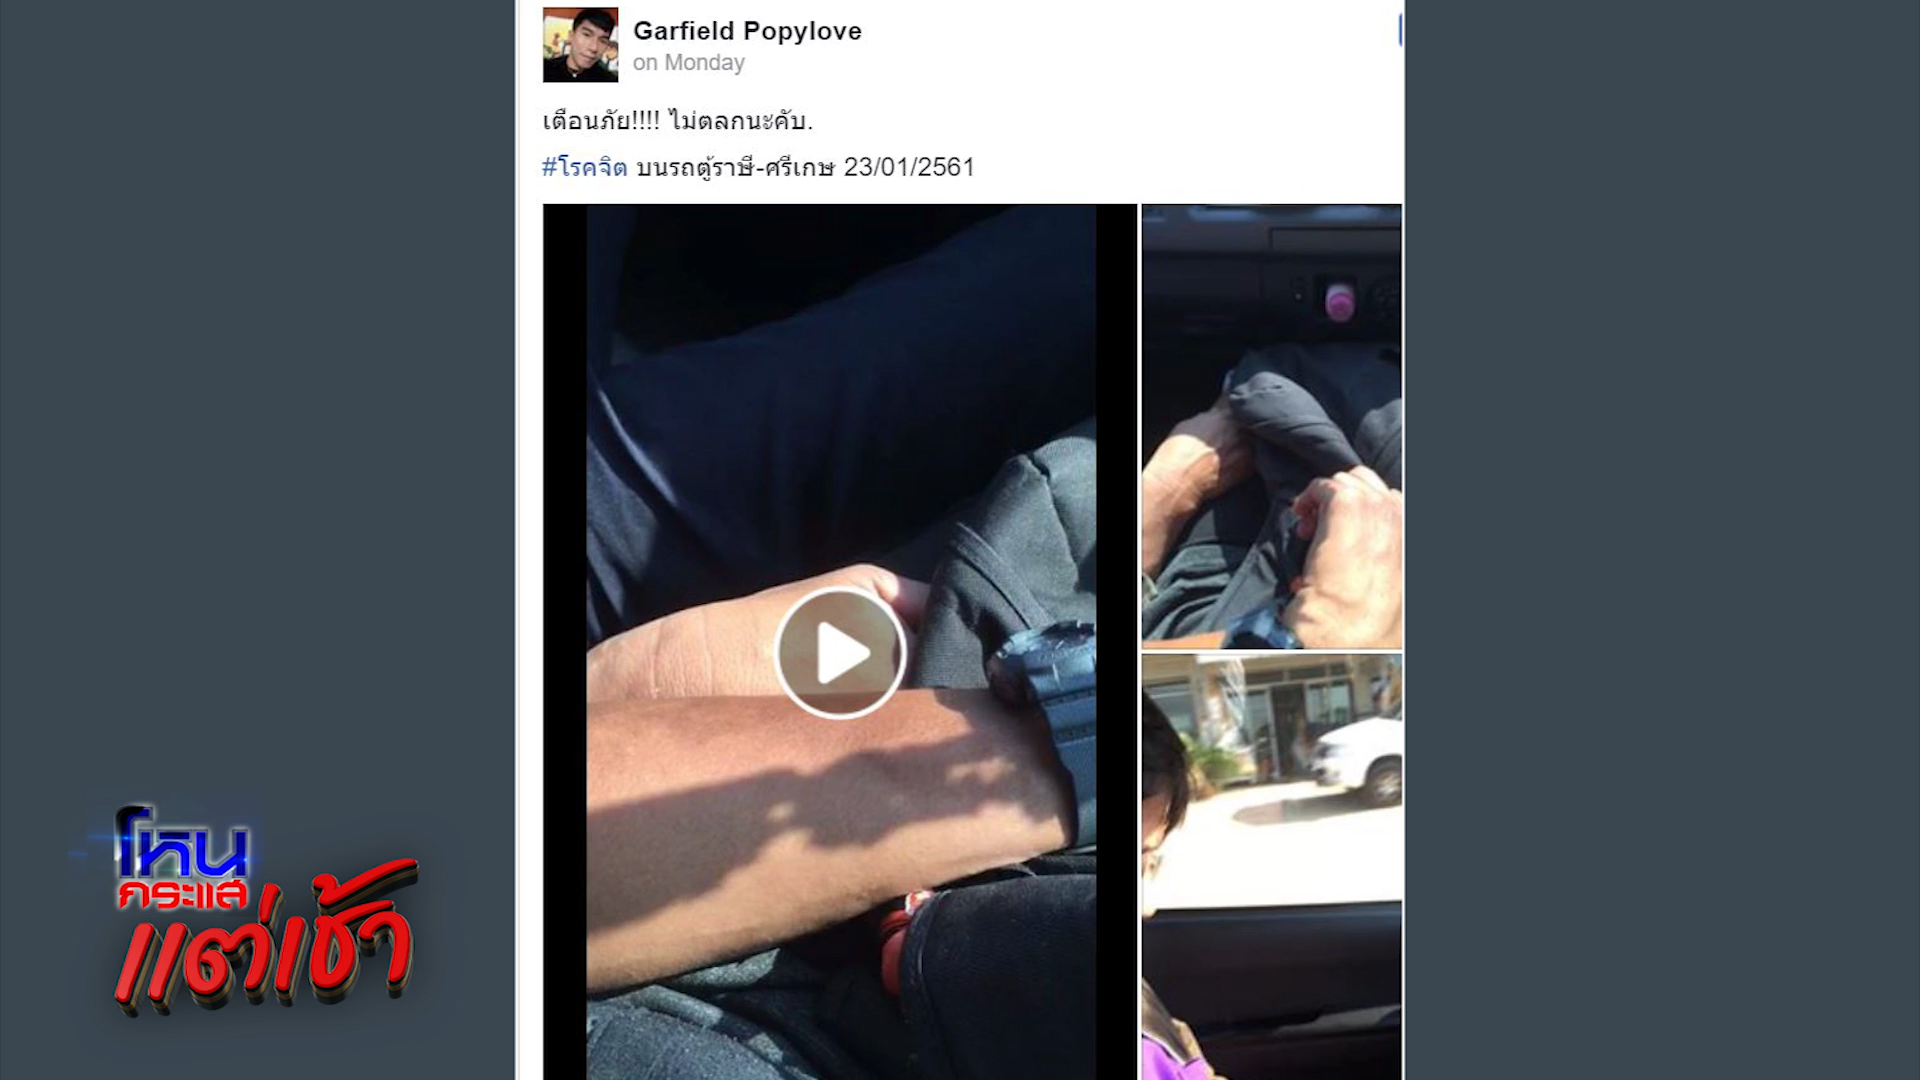 Garfield Popylove
on Monday
เตือนภัย!!!! ไม่ตลกนะคับ.
#โรคจิต บนรถตู้ราษี-ศรีเกษ 23/01/2561
โหน
กระแส
แต่เช้า